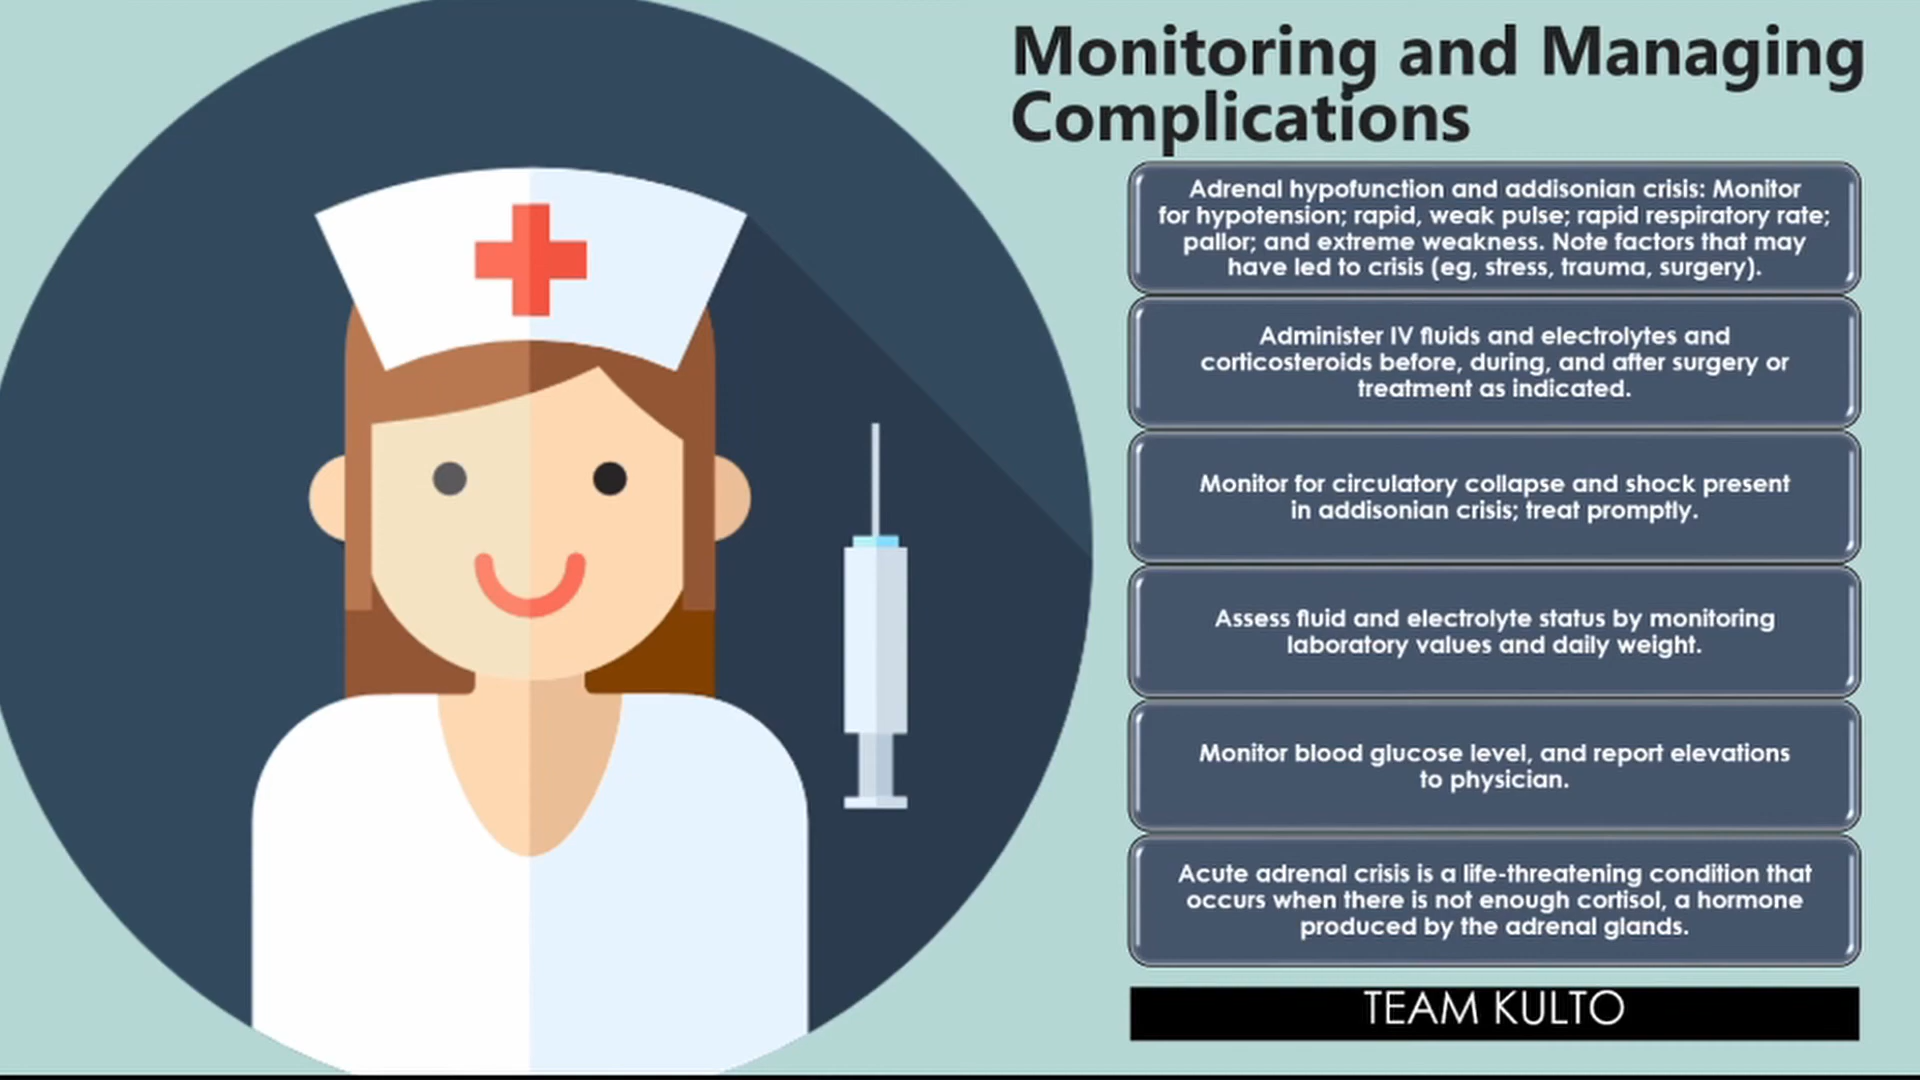 Monitoring and Managing
Complications
Adrenal hypofunction and addisonian crisis: Monitor
for hypotension; rapid, weak pulse; rapid respiratory rate;
pallor; and extreme weakness. Note factors that may
have led to crisis (eg, stress, trauma, surgery).
Administer IV fluids and electrolytes and
corticosteroids before, during, and after surgery or
treatment as indicated.
Monitor for circulatory collapse and shock present
in addisonian crisis; treat promptly.
Assess fluid and electrolyte status by monitoring
laboratory values and daily weight.
Monitor blood glucose level, and report elevations
to physician.
Acute adrenal crisis is a life-threatening condition that
occurs when there is not enough cortisol, a hormone
produced by the adrenal glands.
TEAM KULTO